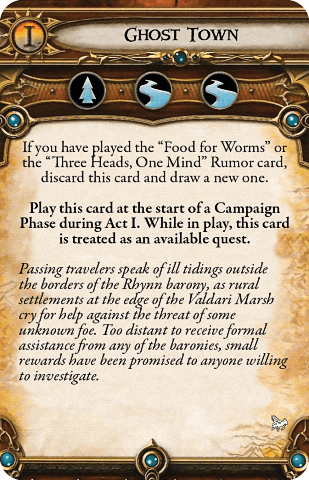 I
Ghost Town
If you have played the “Food for Worms” or
the “Three Heads, One Mind” Rumor card,
discard this card and draw a new one.
Play this card at the start of a Campaign
Phase during Act I. While in play, this card
is treated as an available quest.
Passing travelers speak of ill tidings outside
the borders of the Rhynn barony, as rural
settlements at the edge of the Valdari Marsh
cry for help against the threat of some
unknown foe. Too distant to receive formal
assistance from any of the baronies, small
rewards have been promised to anyone willing
to investigate.